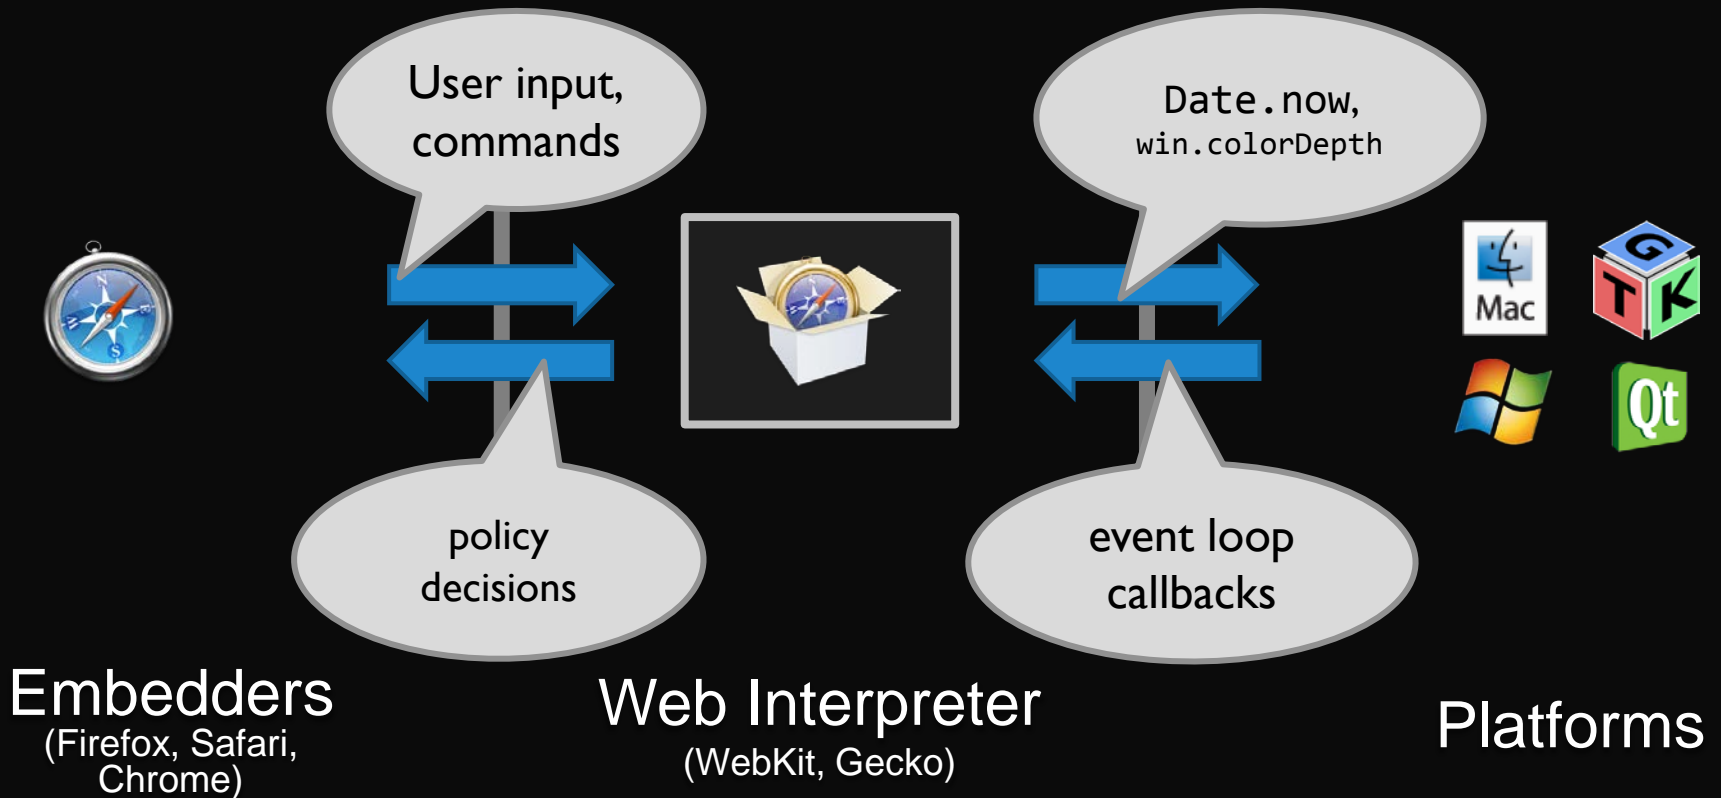 User input,
commands
Date.now,
win.colorDepth
Mac
G
T K
Qt
N
W E
S
policy
decisions
event loop
callbacks
Embedders
(Firefox, Safari,
Chrome)
Web Interpreter
(WebKit, Gecko)
Platforms